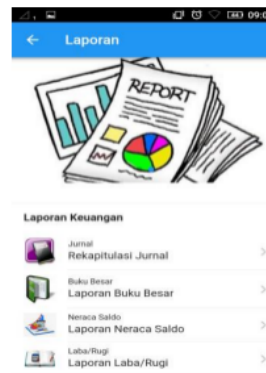 09:0
Laporan
REPORT
Laporan Keuangan
Jurnal
Rekapitulasi Jurnal
Buku Besar
Laporan Buku Besar
Neraca Saldo
Laporan Neraca Saldo
Laba/Rugi
Laporan Laba/Rugi